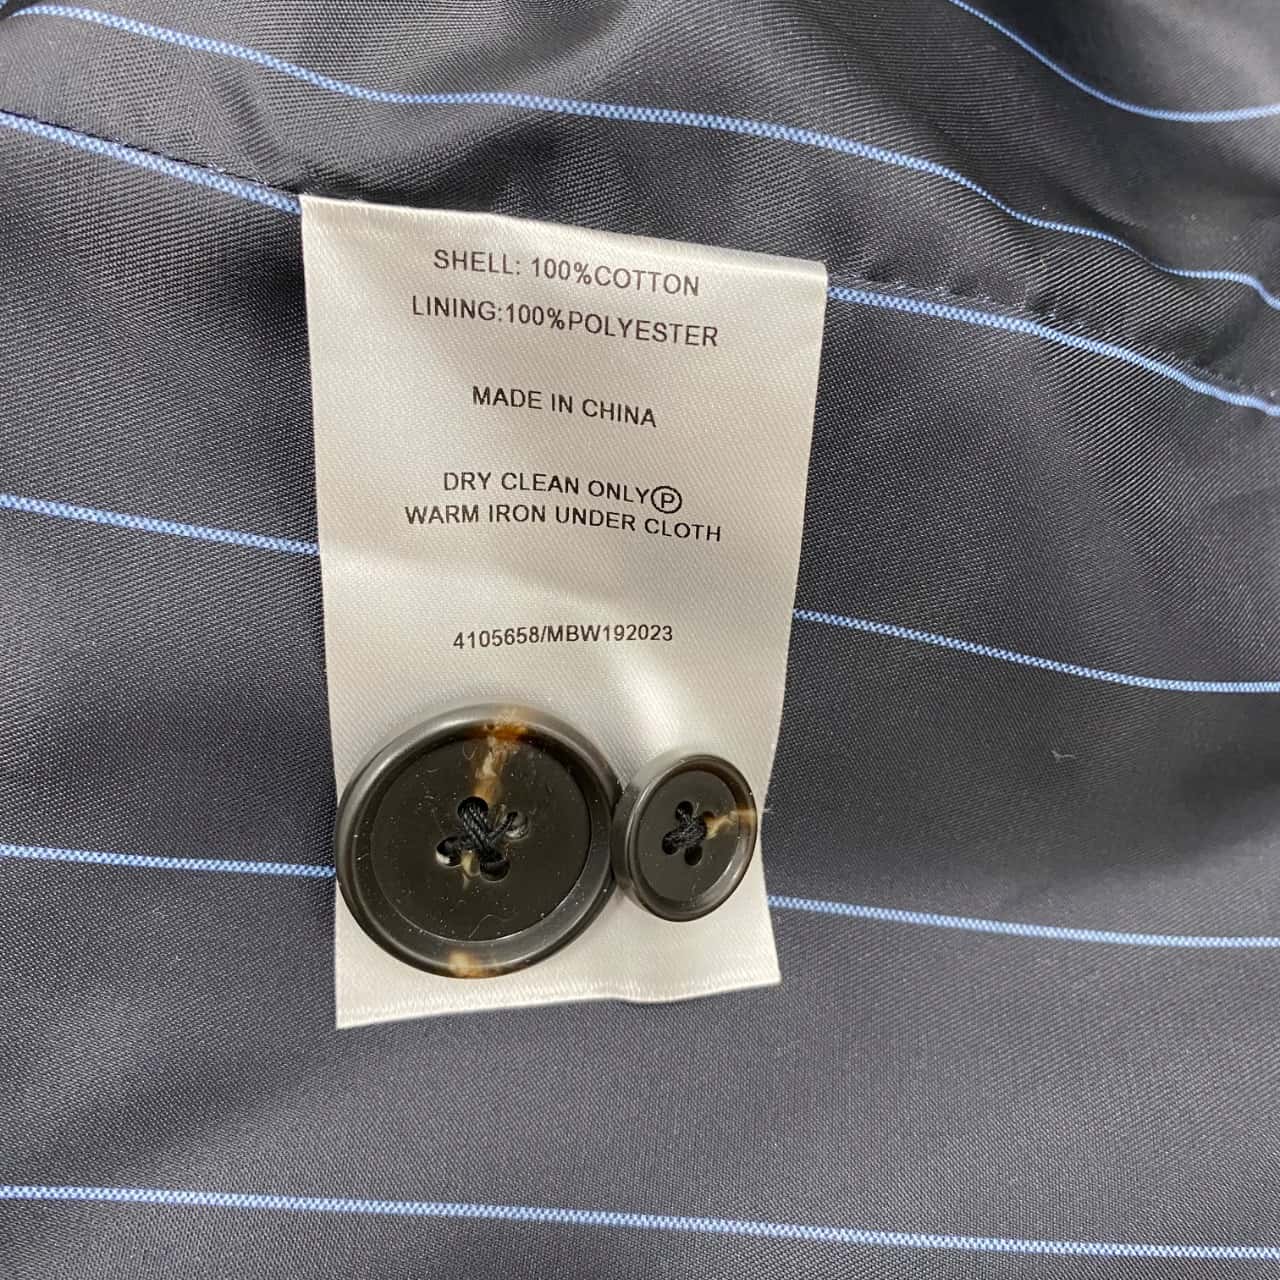 SHELL: 100%COTTON
LINING:100%POLYESTER
MADE IN CHINA
DRY CLEAN ONLYⓅ
WARM IRON UNDER CLOTH
4105658/MBW192023